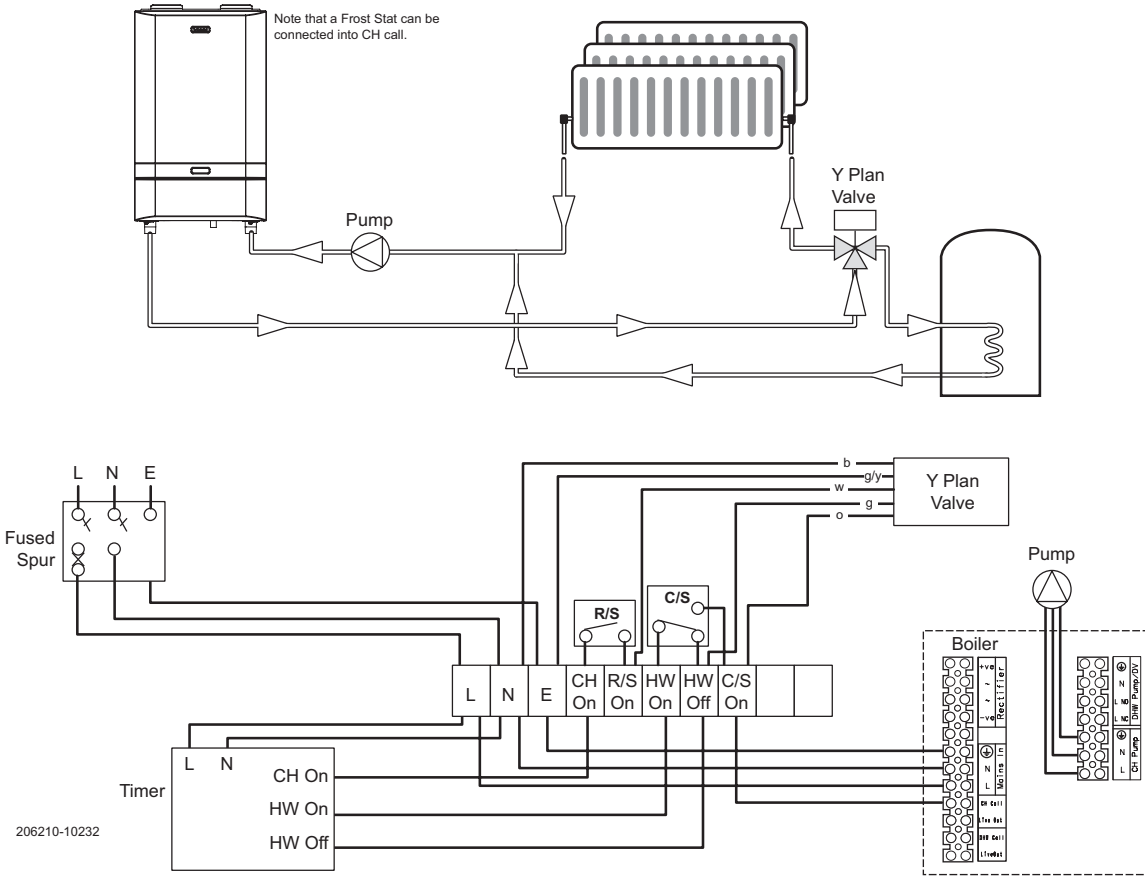 Note that a Frost Stat can be
connected into CH call.
Pump
Y Plan
Valve
L N E
Fused
Spur
b
g/y
w
g
o
Y Plan
Valve
Pump
R/S
C/S
Boiler
L
N
E
CH
On
R/S
On
HW
On
HW
Off
C/S
On
+ve
~
~
-ve
Rectifier
N
L
Mains in
CH Call
Live Out
DHW Call
LiveOut
N
L NO
L NC
DHW Pump/DV
N
L
CH Pump
Timer
L N
CH On
HW On
HW Off
206210-10232